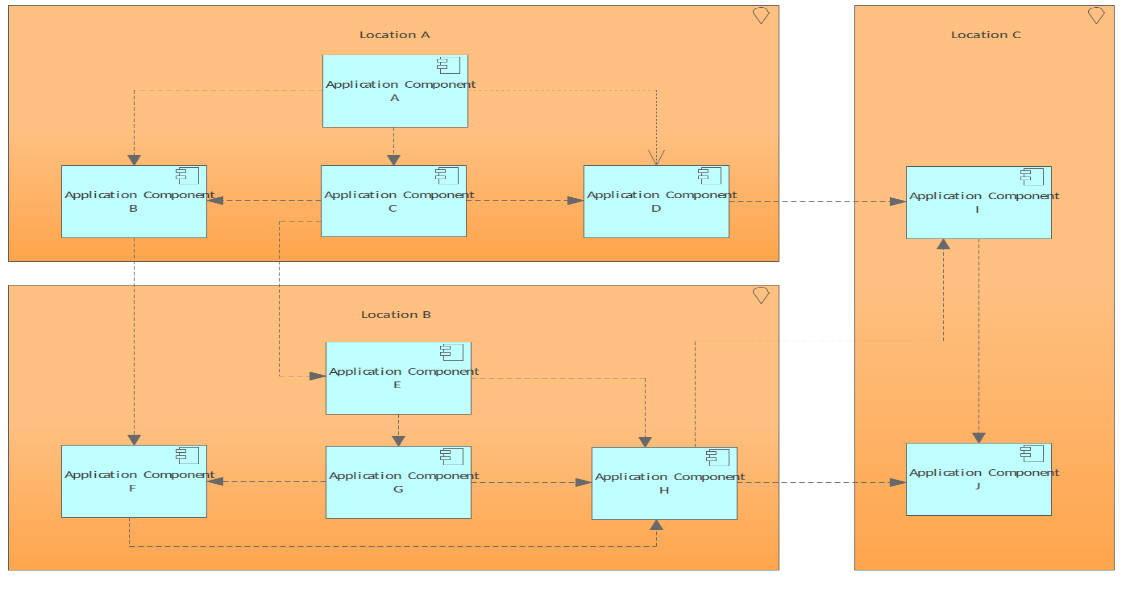 Location A
Location C
Application Component
A
Application Component
B
Application Component
C
Application Component
D
Application Component
I
Location B
Application Component
E
Application Component
F
Application Component
G
Application Component
H
Application Component
J